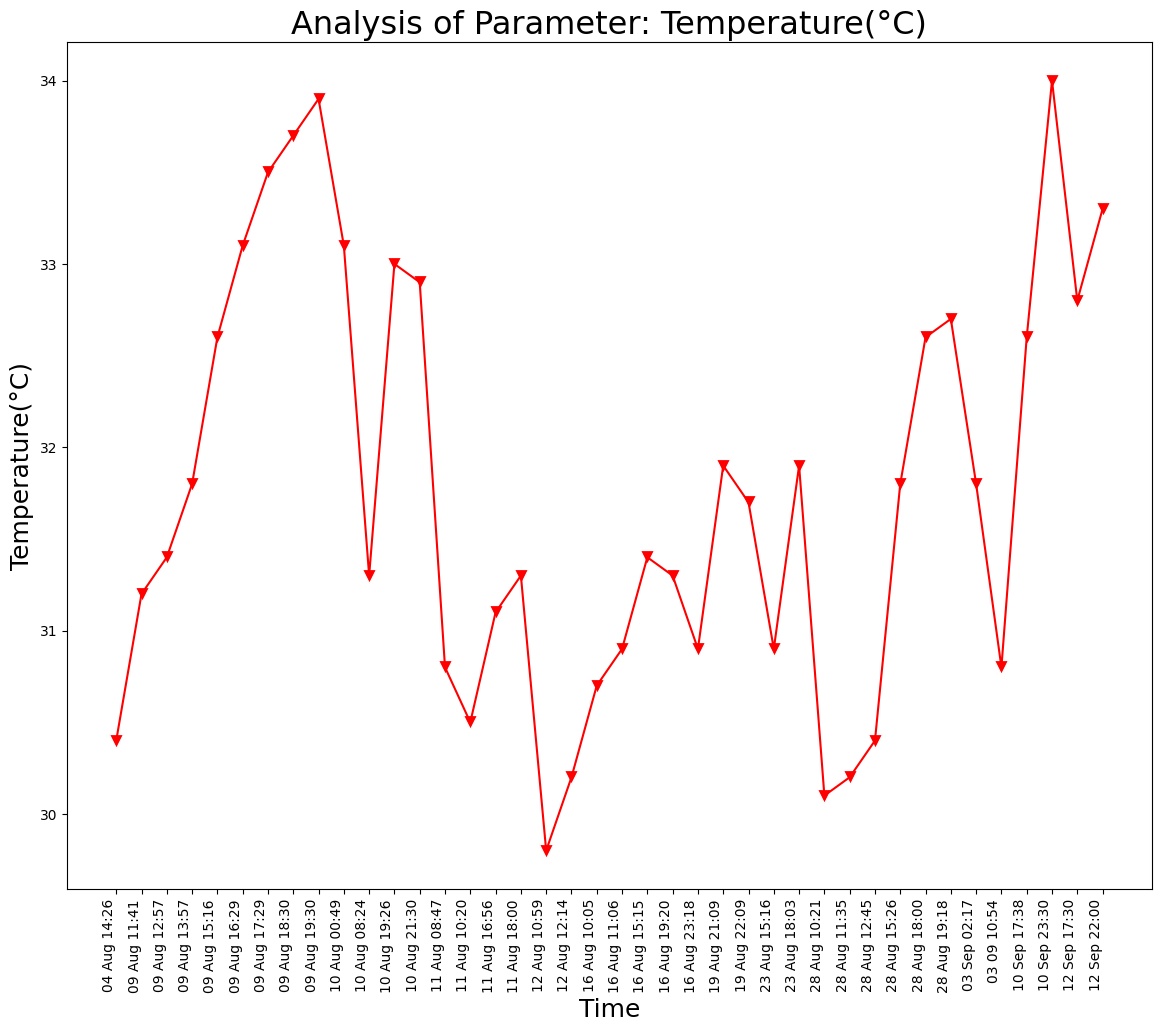 Analysis of Parameter: Temperature(°C)
34
33
32
31
30
Temperature(°C)
04 Aug 14:26
09 Aug 11:41
09 Aug 12:57
09 Aug 13:57
09 Aug 15:16
09 Aug 16:29
09 Aug 17:29
09 Aug 18:30
09 Aug 19:30
10 Aug 00:49
10 Aug 08:24
10 Aug 19:26
10 Aug 21:30
11 Aug 08:47
11 Aug 10:20
11 Aug 16:56
11 Aug 18:00
12 Aug 10:59
12 Aug 12:14
16 Aug 10:05
16 Aug 11:06
16 Aug 15:15
16 Aug 19:20
16 Aug 23:18
19 Aug 21:09
19 Aug 22:09
23 Aug 15:16
23 Aug 18:03
28 Aug 10:21
28 Aug 11:35
28 Aug 12:45
28 Aug 15:26
28 Aug 18:00
28 Aug 19:18
03 Sep 02:17
03 09 10:54
10 Sep 17:38
10 Sep 23:30
12 Sep 17:30
12 Sep 22:00
Time